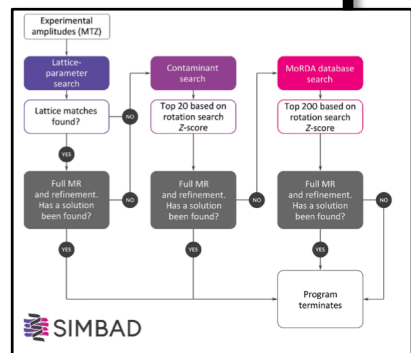 Experimental
amplitudes (MTZ)
Lattice-
parameter
search
Contaminant
search
MoRDA database
search
Lattice matches
found?
NO
Top 20 based on
rotation search
Z-score
Top 200 based on
rotation search
Z-score
YES
Full MR
and refinement.
Has a solution
been found?
NO
Full MR
and refinement.
Has a solution
been found?
NO
Full MR
and refinement.
Has a solution
been found?
NO
YES
YES
YES
Program
terminates
SIMBAD